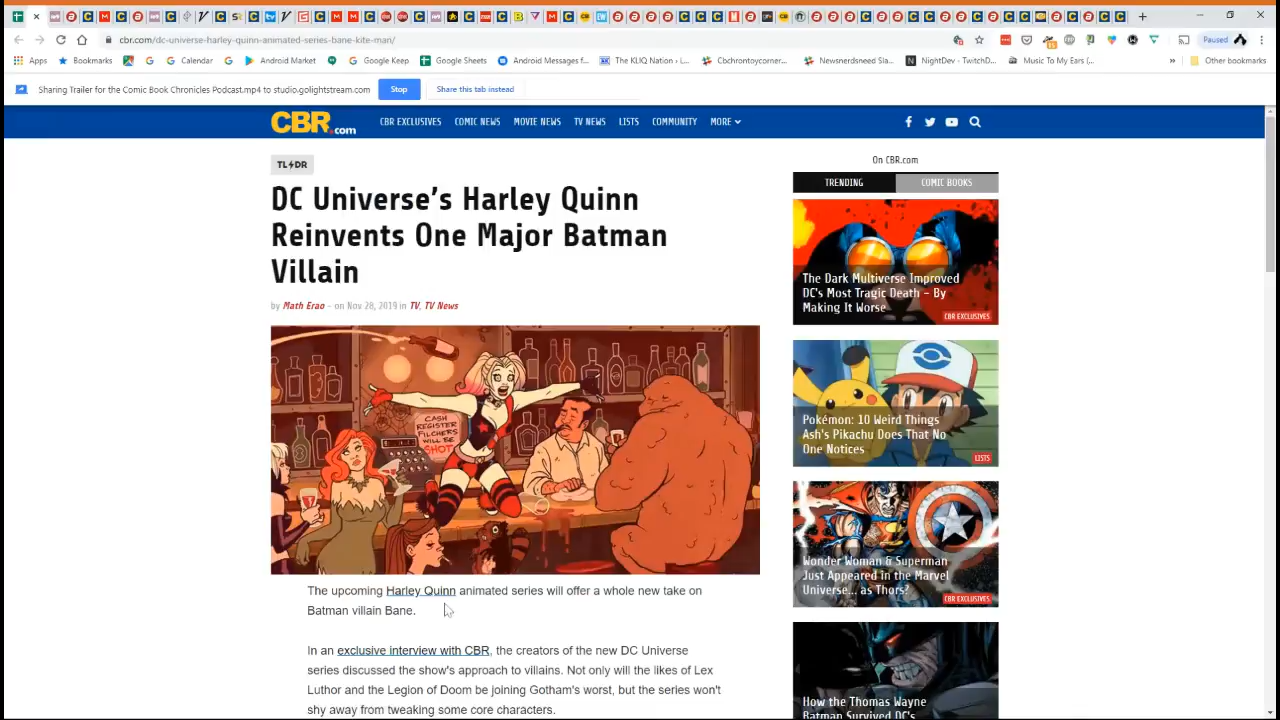 cbr.com/dc-universe-harley-quinn-animated-series-bane-kite-man/
Paused
Apps
Bookmarks
Calendar
Android Market
Google Keep
Google Sheets
Android Messages f...
The KLIQ Nation › L...
Cbchrontoycorner...
Newsnerdsneed Sla...
NightDev - TwitchD...
Music To My Ears (...
»
Other bookmarks
Sharing Trailer for the Comic Book Chronicles Podcast.mp4 to studio.golightstream.com
Stop
Share this tab instead
CBR.com
CBR EXCLUSIVES
COMIC NEWS
MOVIE NEWS
TV NEWS
LISTS
COMMUNITY
MORE
TL⚡DR
DC Universe's Harley Quinn
Reinvents One Major Batman
Villain
by Math Erao – on Nov 28, 2019 in TV, TV News
CASH
REGISTER
FILCHERS
WILL BE
SHOT
The upcoming Harley Quinn animated series will offer a whole new take on
Batman villain Bane.
In an exclusive interview with CBR, the creators of the new DC Universe
series discussed the show's approach to villains. Not only will the likes of Lex
Luthor and the Legion of Doom be joining Gotham's worst, but the series won't
shy away from tweaking some core characters.
On CBR.com
TRENDING
COMIC BOOKS
The Dark Multiverse Improved
DC's Most Tragic Death – By
Making It Worse
CBR EXCLUSIVES
Pokémon: 10 Weird Things
Ash's Pikachu Does That No
One Notices
LISTS
Wonder Woman & Superman
Just Appeared in the Marvel
Universe... as Thors?
CBR EXCLUSIVES
How the Thomas Wayne
Batman Survived DC's